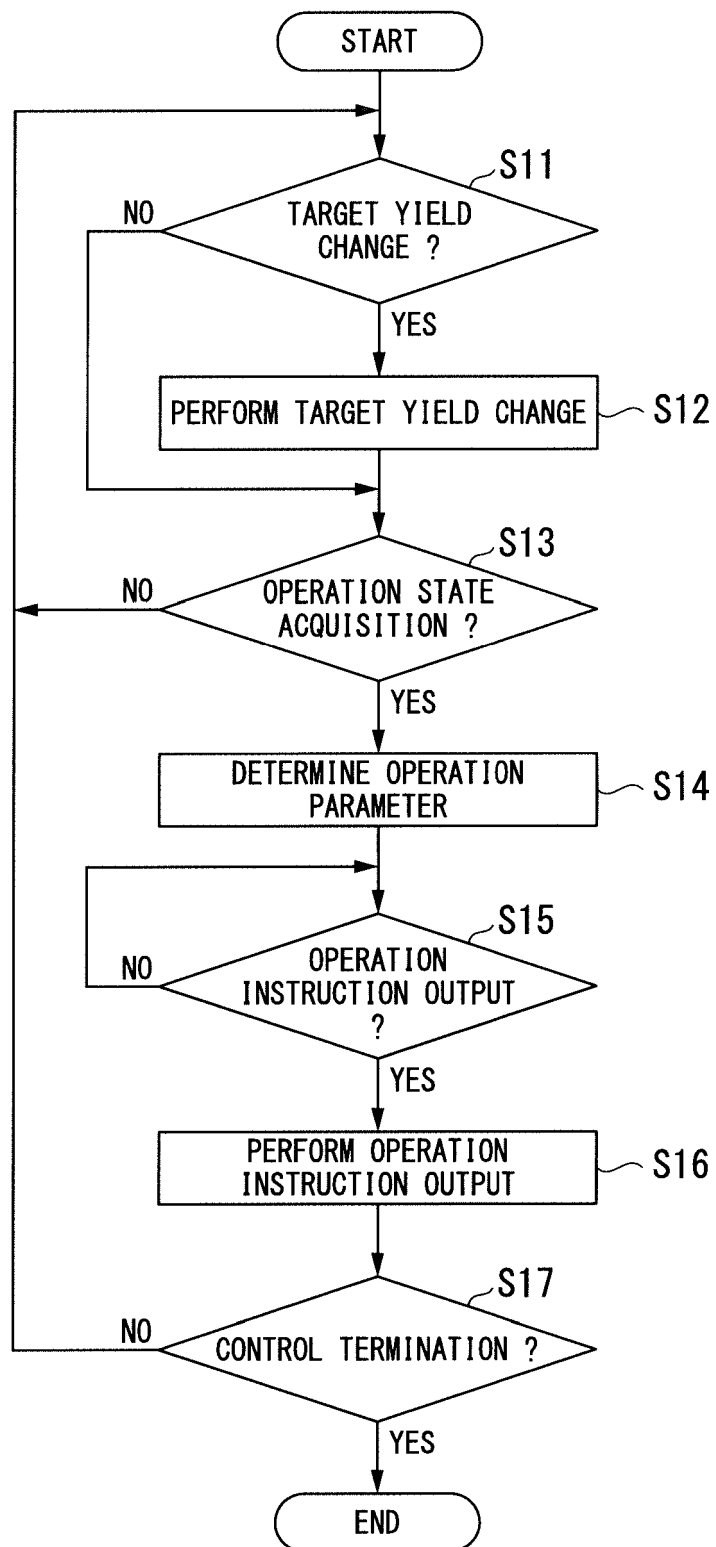 START
S11
NO
TARGET YIELD
CHANGE ?
YES
PERFORM TARGET YIELD CHANGE
S12
S13
NO
OPERATION STATE
ACQUISITION ?
YES
DETERMINE OPERATION
PARAMETER
S14
S15
NO
OPERATION
INSTRUCTION OUTPUT
?
YES
PERFORM OPERATION
INSTRUCTION OUTPUT
S16
S17
NO
CONTROL TERMINATION ?
YES
END